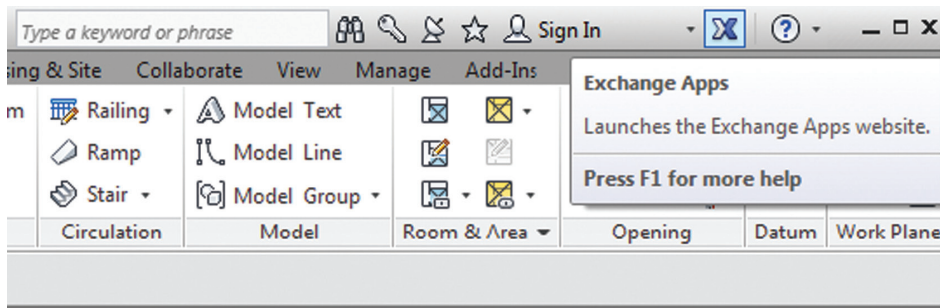 Type a keyword or phrase Sign In
ing & Site Collaborate View Manage Add-Ins
Exchange Apps
Launches the Exchange Apps website.
Press F1 for more help
m Railing Model Text
Ramp Model Line
Stair Model Group
Circulation Model Room & Area Opening Datum Work Plane